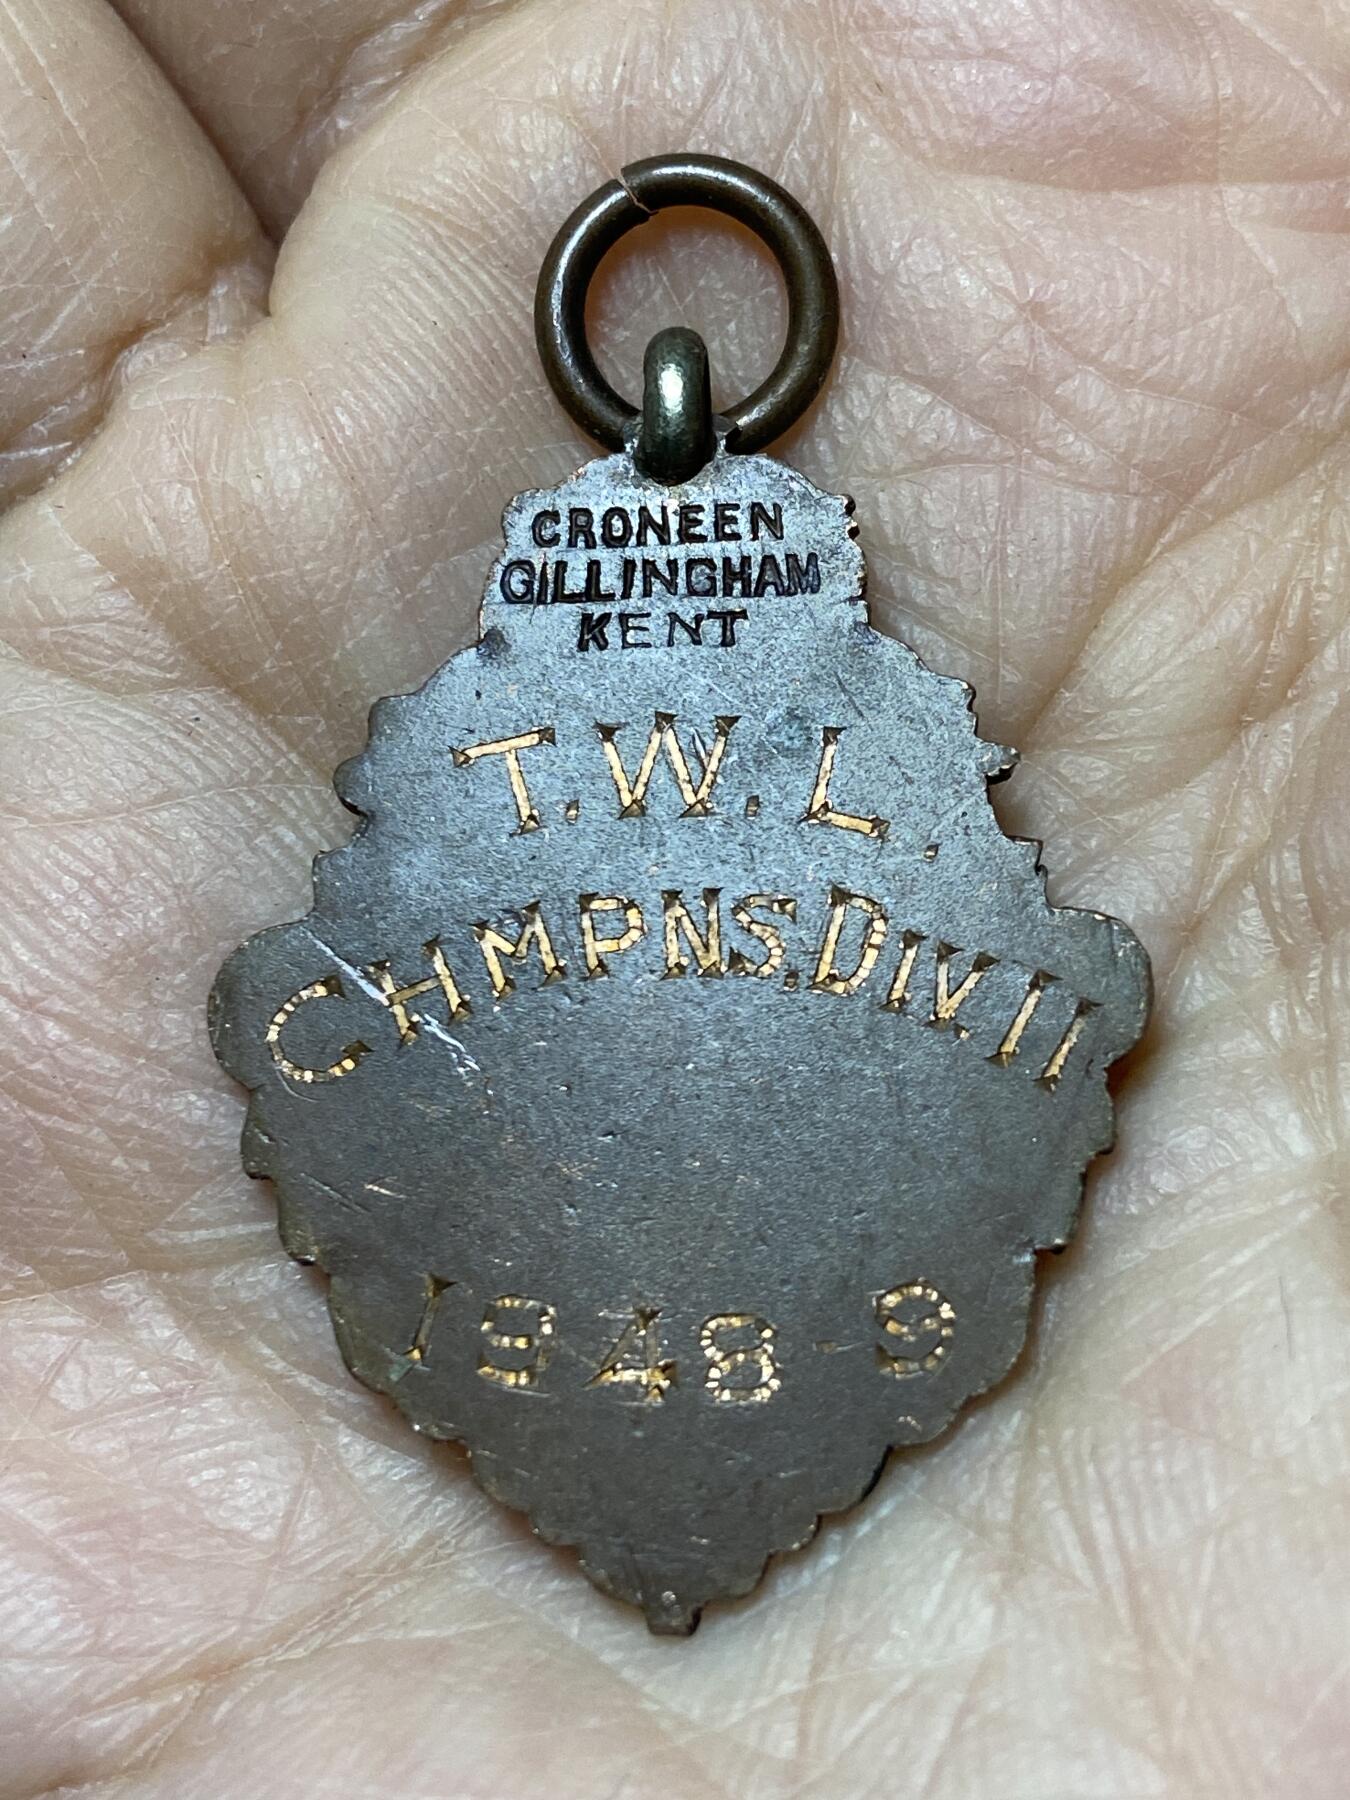 CRONEEN
GILLINGHAM
KENT
T.W.L.
CHMPNS.DIV.II
1948-9